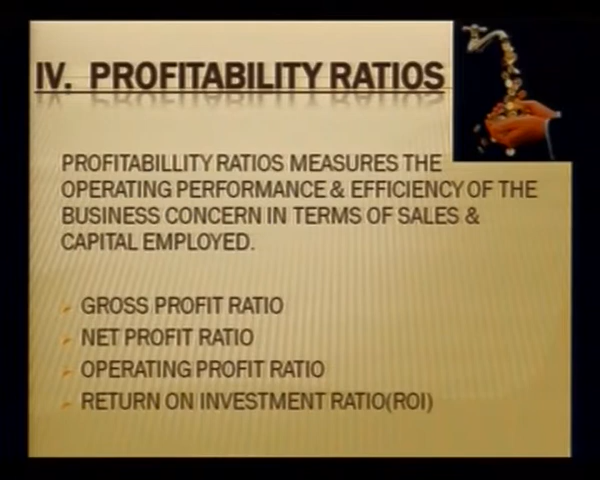 IV. PROFITABILITY RATIOS
PROFITABILLITY RATIOS MEASURES THE
OPERATING PERFORMANCE & EFFICIENCY OF THE
BUSINESS CONCERN IN TERMS OF SALES &
CAPITAL EMPLOYED.
GROSS PROFIT RATIO
NET PROFIT RATIO
OPERATING PROFIT RATIO
RETURN ON INVESTMENT RATIO(ROI)